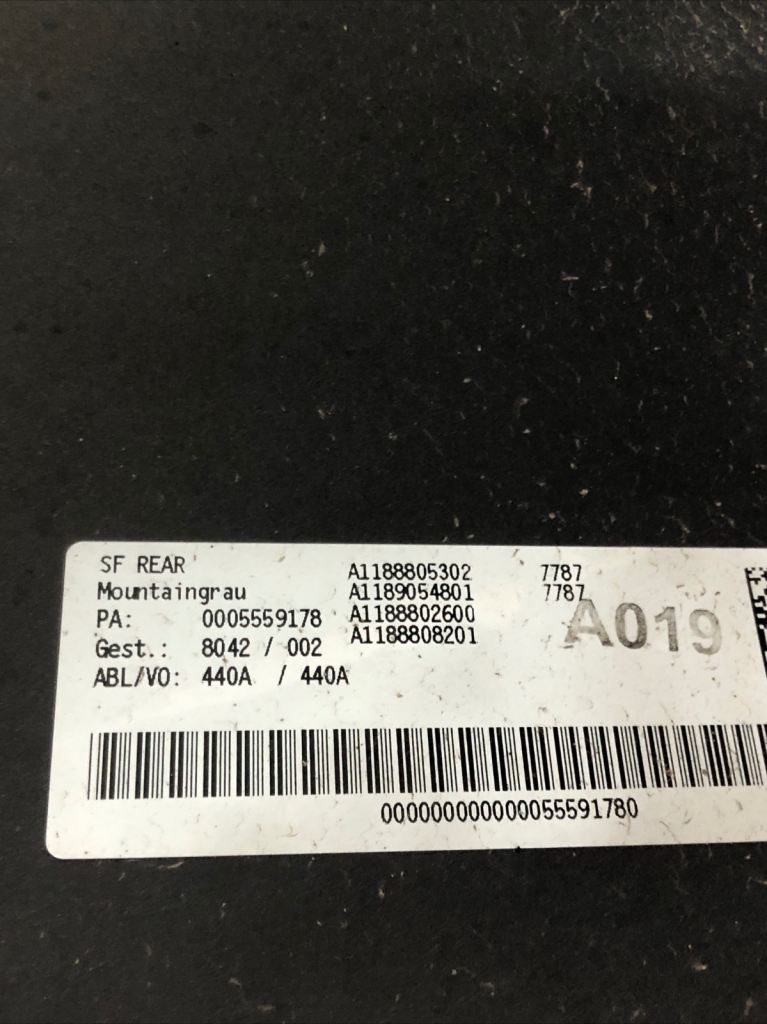 SF REAR
Mountaingrau
PA: 0005559178
Gest.: 8042 / 002
ABL/VO: 440A / 440A
A1188805302 7787
A1189054801 7787
A1188802600
A1188808201
A019
000000000000055591780